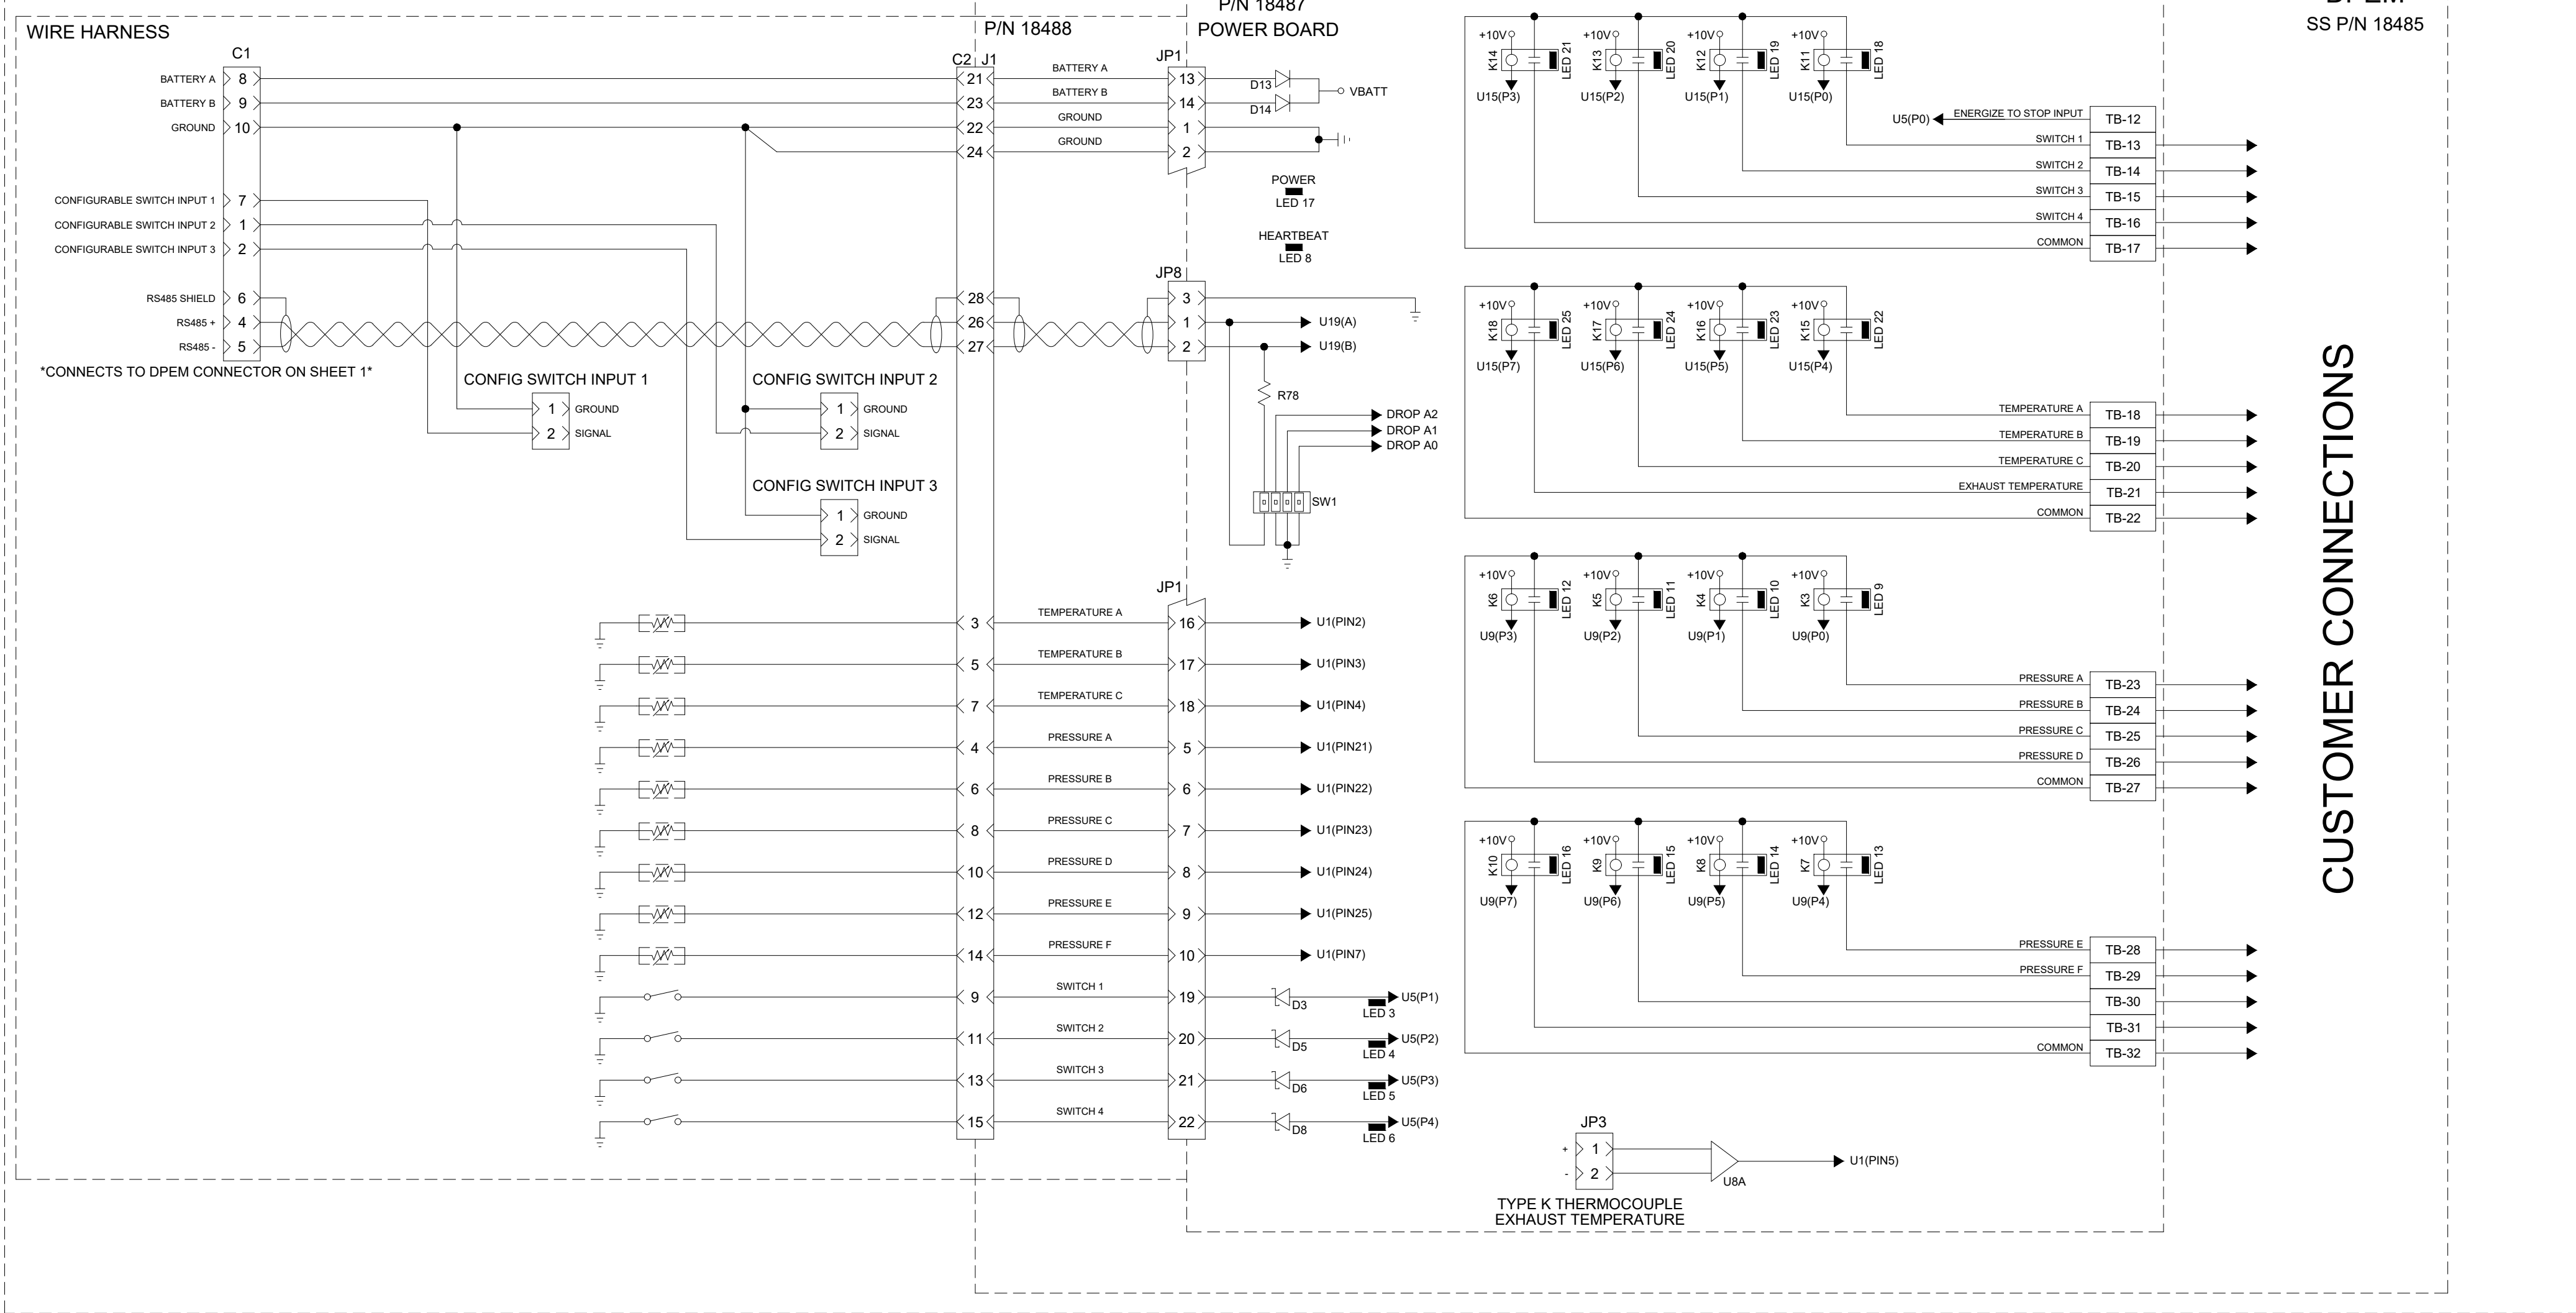 P/N 18487
DPEM
SS P/N 18485
WIRE HARNESS
P/N 18488
POWER BOARD
C1
C2 J1
JP1
BATTERY A 8 21 BATTERY A 13 D13
BATTERY B 9 23 BATTERY B 14 D14
VBATT
GROUND 10 22 GROUND 1
24 GROUND 2
POWER
LED 17
HEARTBEAT
LED 8
CONFIGURABLE SWITCH INPUT 1 7
CONFIGURABLE SWITCH INPUT 2 1
CONFIGURABLE SWITCH INPUT 3 2
JP8
RS485 SHIELD 6 28 3
RS485 + 4 26 1 U19(A)
RS485 - 5 27 2 U19(B)
*CONNECTS TO DPEM CONNECTOR ON SHEET 1*
CONFIG SWITCH INPUT 1
1 GROUND
2 SIGNAL
CONFIG SWITCH INPUT 2
1 GROUND
2 SIGNAL
CONFIG SWITCH INPUT 3
1 GROUND
2 SIGNAL
R78
DROP A2
DROP A1
DROP A0
SW1
JP1
3 TEMPERATURE A 16 U1(PIN2)
5 TEMPERATURE B 17 U1(PIN3)
7 TEMPERATURE C 18 U1(PIN4)
4 PRESSURE A 5 U1(PIN21)
6 PRESSURE B 6 U1(PIN22)
8 PRESSURE C 7 U1(PIN23)
10 PRESSURE D 8 U1(PIN24)
12 PRESSURE E 9 U1(PIN25)
14 PRESSURE F 10 U1(PIN7)
9 SWITCH 1 19 D3 LED 3 U5(P1)
11 SWITCH 2 20 D5 LED 4 U5(P2)
13 SWITCH 3 21 D6 LED 5 U5(P3)
15 SWITCH 4 22 D8 LED 6 U5(P4)
+10V +10V +10V +10V
K14 LED 21 K13 LED 20 K12 LED 19 K11 LED 18
U15(P3) U15(P2) U15(P1) U15(P0)
U5(P0) ENERGIZE TO STOP INPUT TB-12
SWITCH 1 TB-13
SWITCH 2 TB-14
SWITCH 3 TB-15
SWITCH 4 TB-16
COMMON TB-17
+10V +10V +10V +10V
K18 LED 25 K17 LED 24 K16 LED 23 K15 LED 22
U15(P7) U15(P6) U15(P5) U15(P4)
TEMPERATURE A TB-18
TEMPERATURE B TB-19
TEMPERATURE C TB-20
EXHAUST TEMPERATURE TB-21
COMMON TB-22
+10V +10V +10V +10V
K6 LED 12 K5 LED 11 K4 LED 10 K3 LED 9
U9(P3) U9(P2) U9(P1) U9(P0)
PRESSURE A TB-23
PRESSURE B TB-24
PRESSURE C TB-25
PRESSURE D TB-26
COMMON TB-27
+10V +10V +10V +10V
K10 LED 16 K9 LED 15 K8 LED 14 K7 LED 13
U9(P7) U9(P6) U9(P5) U9(P4)
PRESSURE E TB-28
PRESSURE F TB-29
TB-30
TB-31
COMMON TB-32
JP3
+ 1
- 2
U8A
U1(PIN5)
TYPE K THERMOCOUPLE
EXHAUST TEMPERATURE
CUSTOMER CONNECTIONS